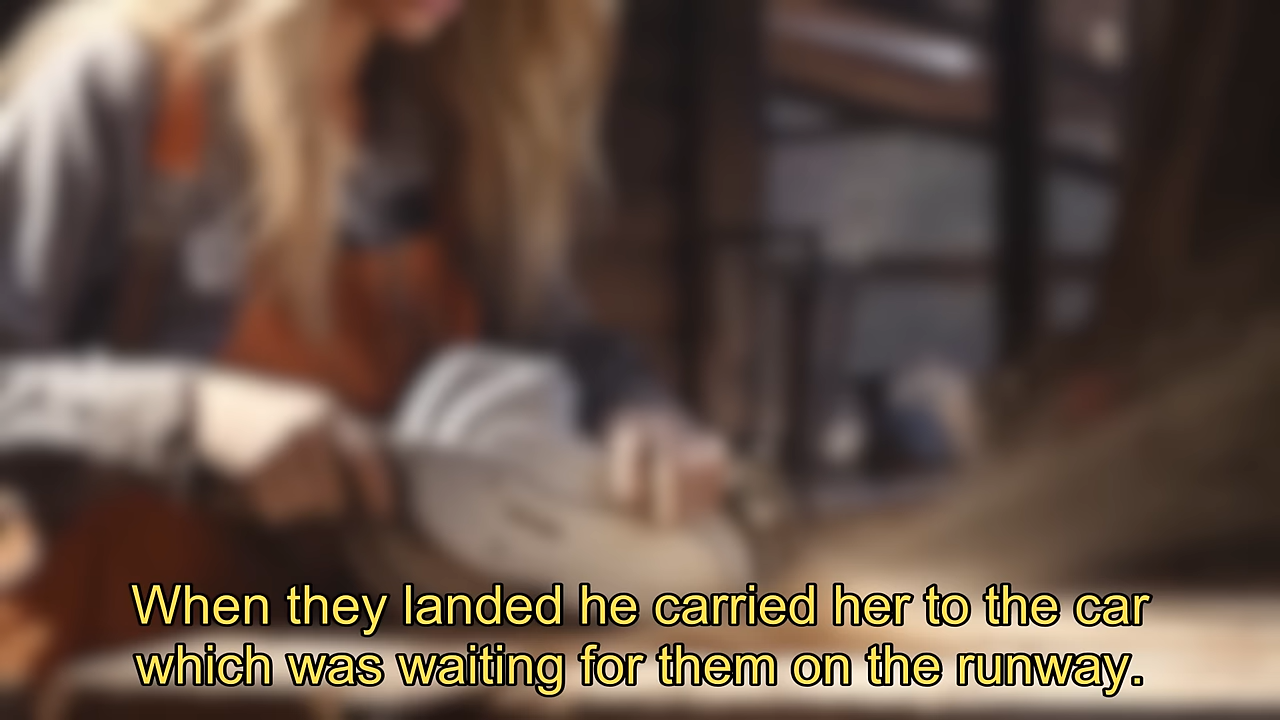 When they landed he carried her to the car
which was waiting for them on the runway.